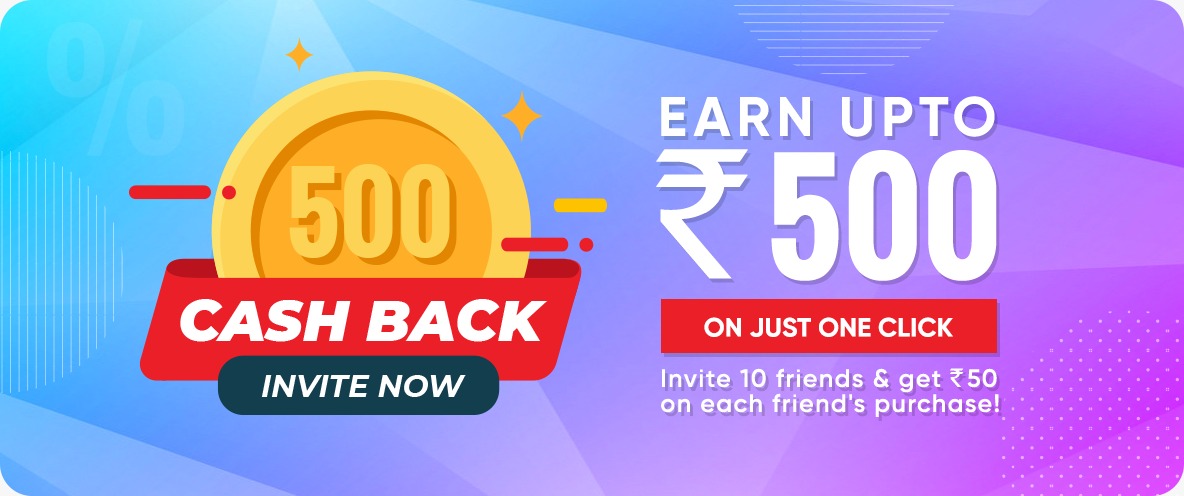 %
500
CASH BACK
INVITE NOW
EARN UPTO
₹500
ON JUST ONE CLICK
Invite 10 friends & get ₹50
on each friend's purchase!